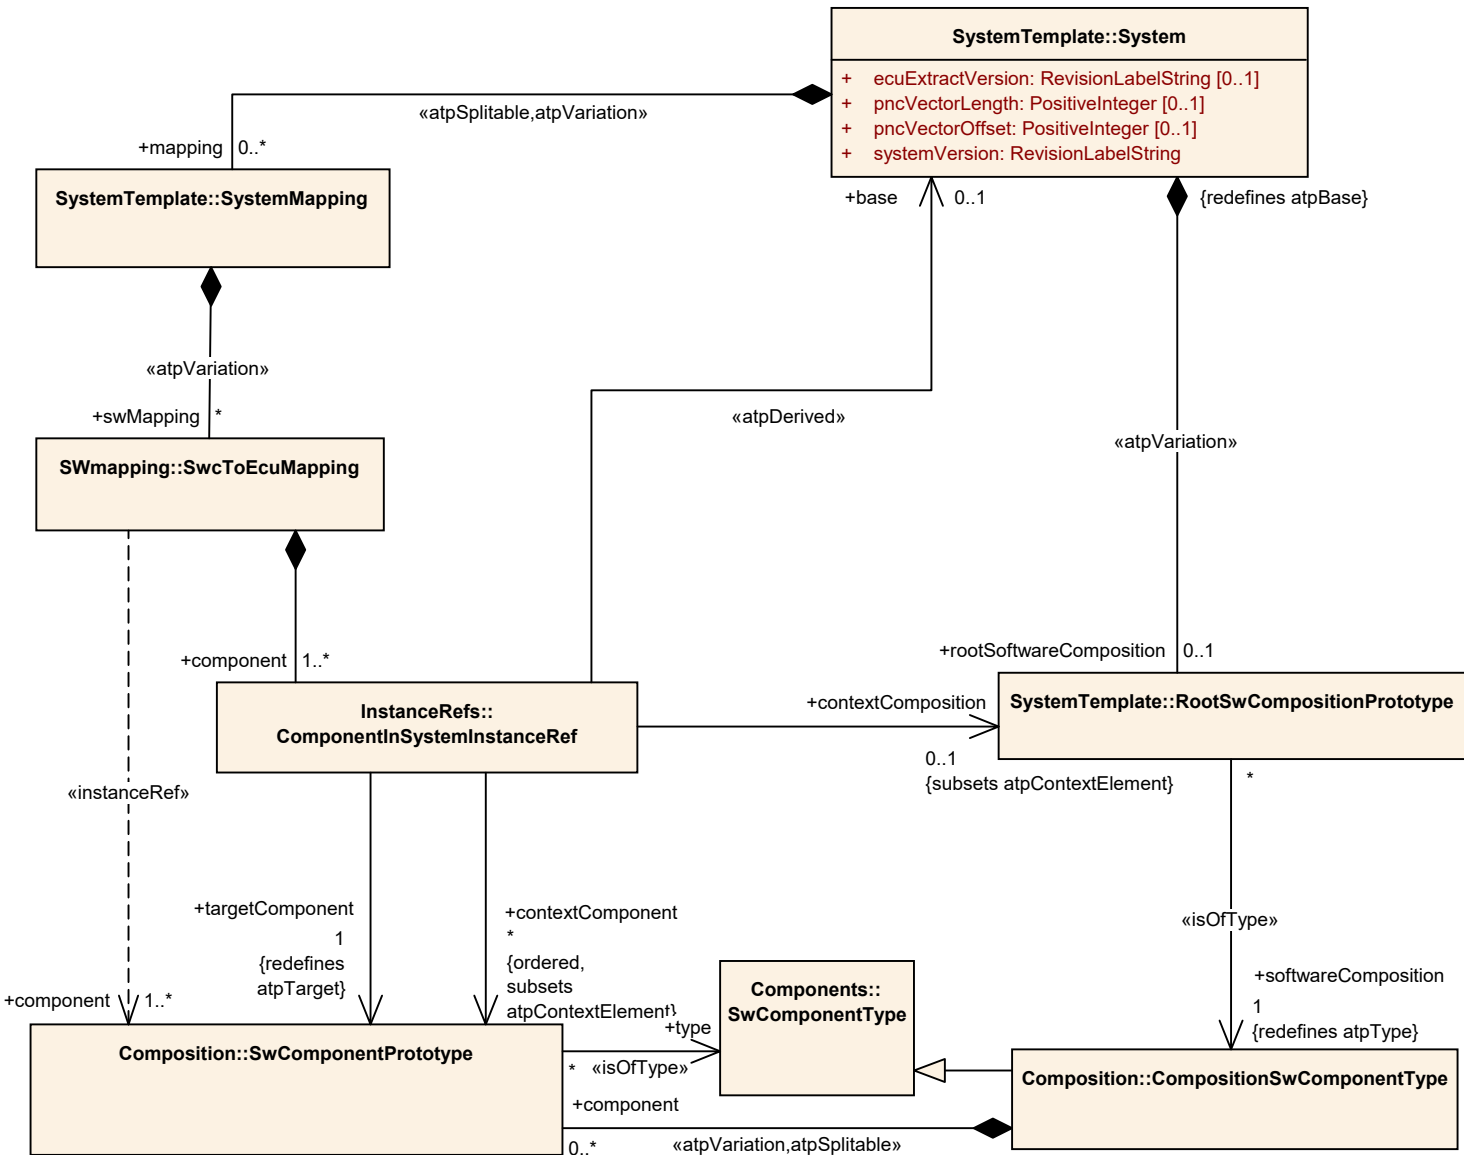 SystemTemplate::System
+ ecuExtractVersion: RevisionLabelString [0..1]
+ pncVectorLength: PositiveInteger [0..1]
+ pncVectorOffset: PositiveInteger [0..1]
+ systemVersion: RevisionLabelString
«atpSplitable,atpVariation»
+mapping 0..*
SystemTemplate::SystemMapping
+base 0..1
{redefines atpBase}
«atpVariation»
+swMapping *
«atpDerived»
«atpVariation»
SWmapping::SwcToEcuMapping
+component 1..*
+rootSoftwareComposition 0..1
InstanceRefs::
ComponentInSystemInstanceRef
+contextComposition
0..1
{subsets atpContextElement}
SystemTemplate::RootSwCompositionPrototype
*
«instanceRef»
+targetComponent
1
{redefines
atpTarget}
+contextComponent
*
{ordered,
subsets
atpContextElement}
«isOfType»
+softwareComposition
1
{redefines atpType}
+component 1..*
Composition::SwComponentPrototype
+type
* «isOfType»
Components::
SwComponentType
Composition::CompositionSwComponentType
+component
0..*
«atpVariation,atpSplitable»